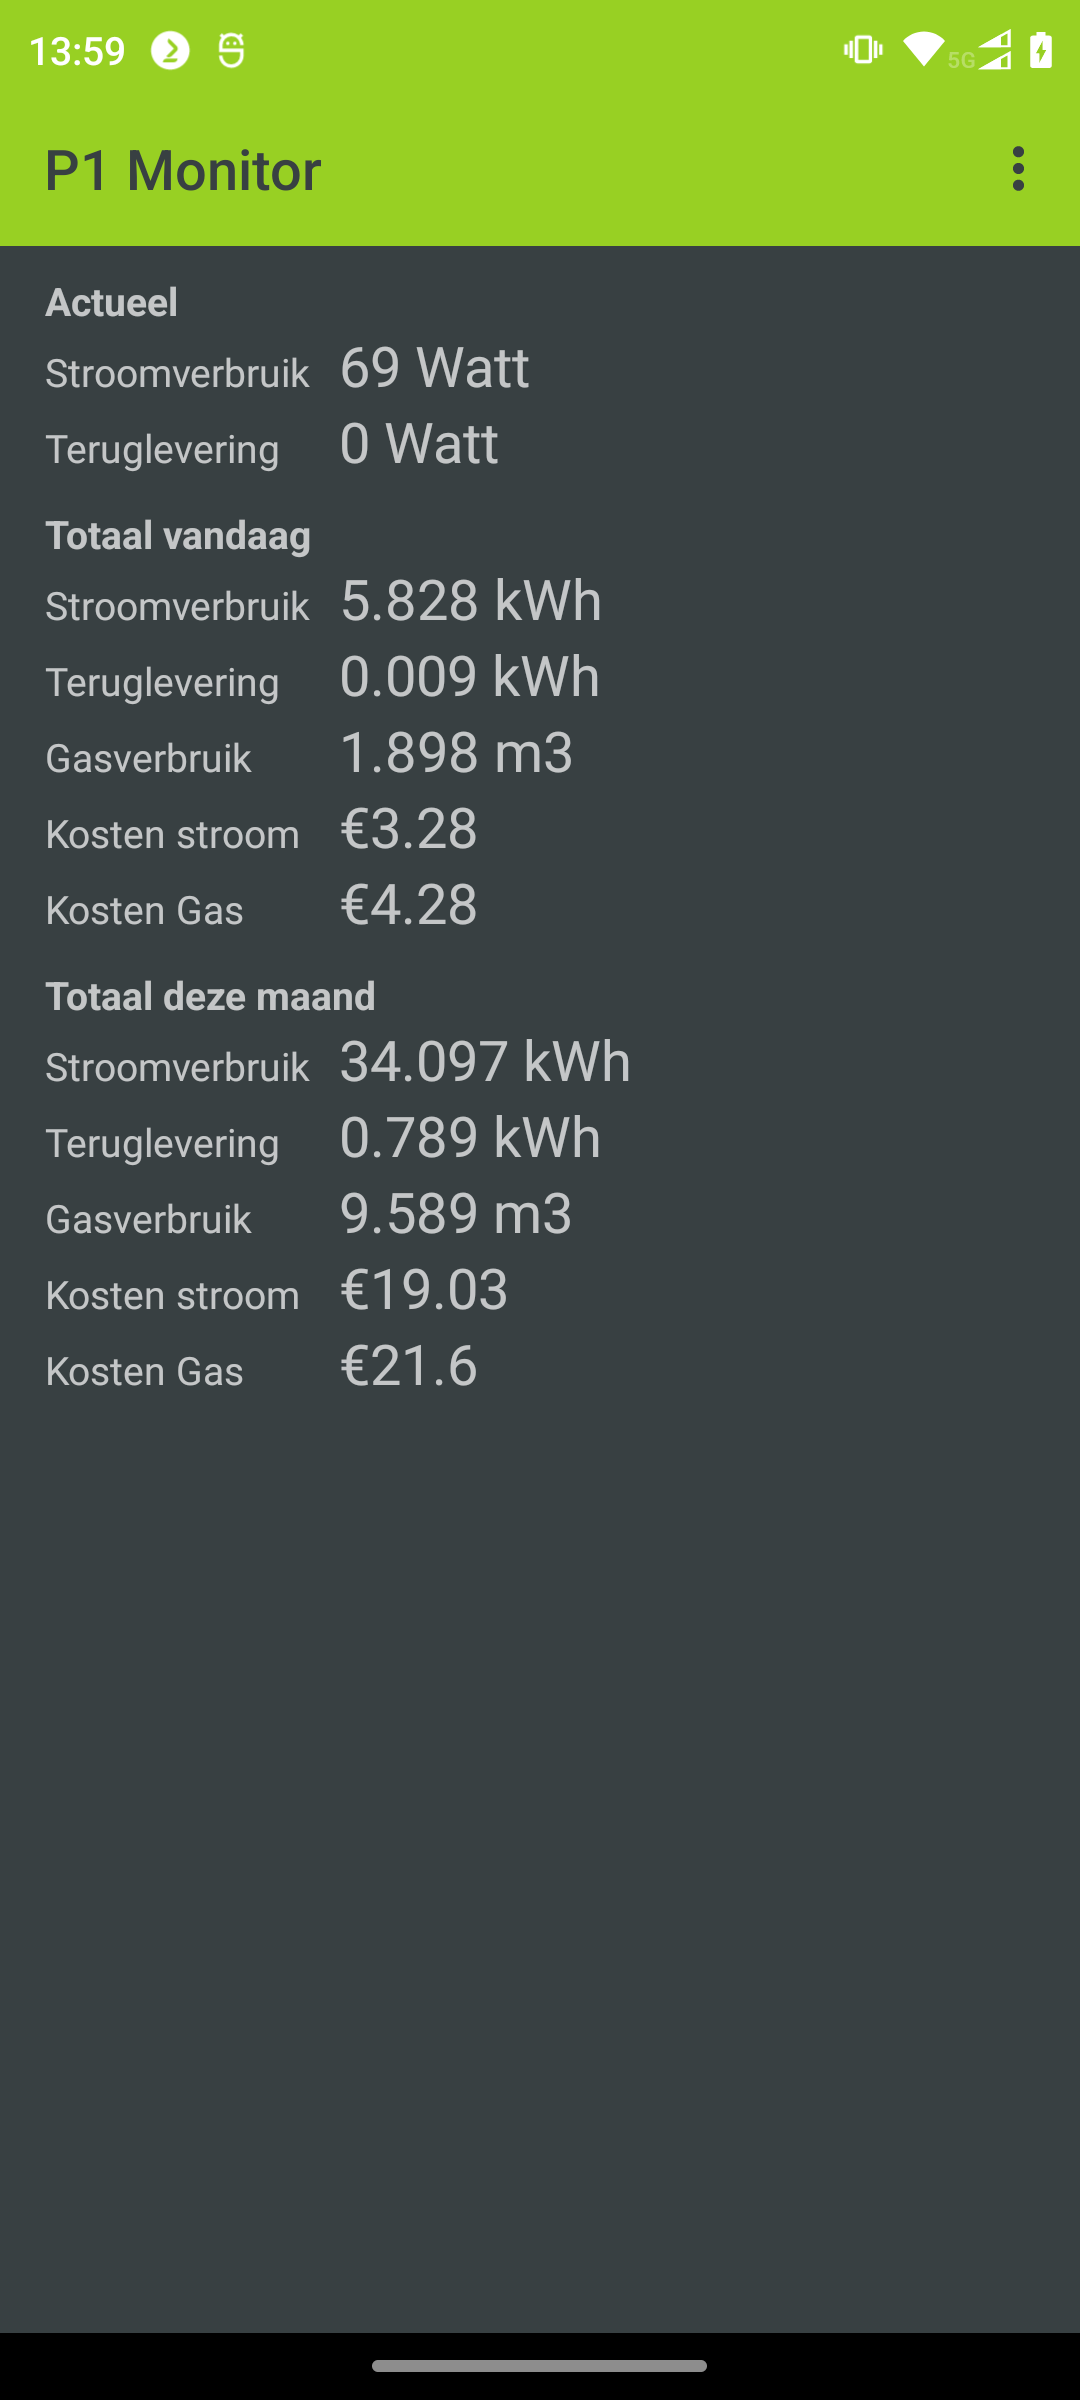 13:59
5G
P1 Monitor
Actueel
Stroomverbruik 69 Watt
Teruglevering 0 Watt
Totaal vandaag
Stroomverbruik 5.828 kWh
Teruglevering 0.009 kWh
Gasverbruik 1.898 m3
Kosten stroom €3.28
Kosten Gas €4.28
Totaal deze maand
Stroomverbruik 34.097 kWh
Teruglevering 0.789 kWh
Gasverbruik 9.589 m3
Kosten stroom €19.03
Kosten Gas €21.6